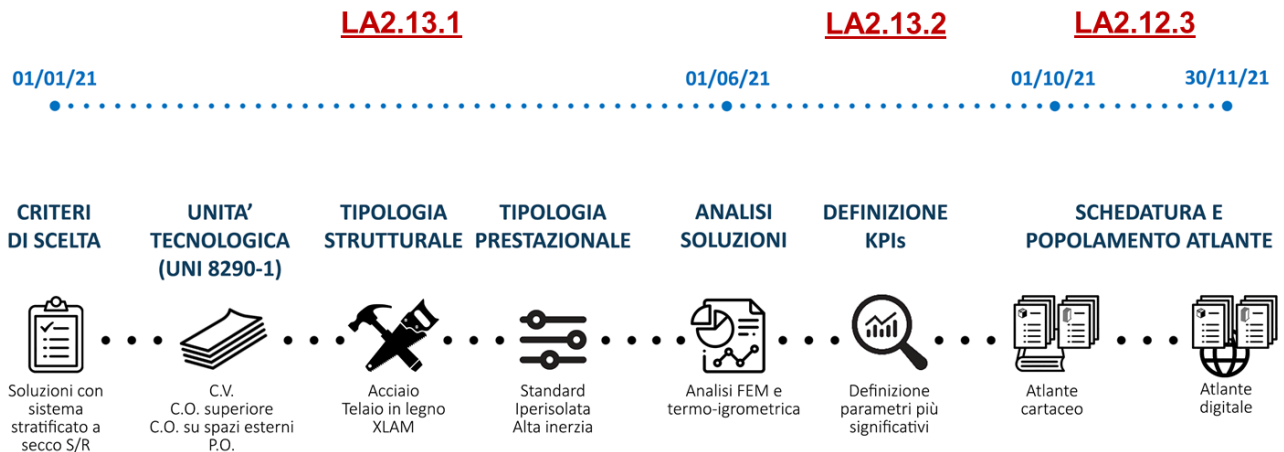 LA2.13.1
LA2.13.2
LA2.12.3
01/01/21
01/06/21
01/10/21
30/11/21
CRITERI
DI SCELTA
UNITA’
TECNOLOGICA
(UNI 8290-1)
TIPOLOGIA
STRUTTURALE
TIPOLOGIA
PRESTAZIONALE
ANALISI
SOLUZIONI
DEFINIZIONE
KPIs
SCHEDATURA E
POPOLAMENTO ATLANTE
Soluzioni con
sistema
stratificato a
secco S/R
C.V.
C.O. superiore
C.O. su spazi esterni
P.O.
Acciaio
Telaio in legno
XLAM
Standard
Iperisolata
Alta inerzia
Analisi FEM e
termo-igrometrica
Definizione
parametri più
significativi
Atlante
cartaceo
Atlante
digitale